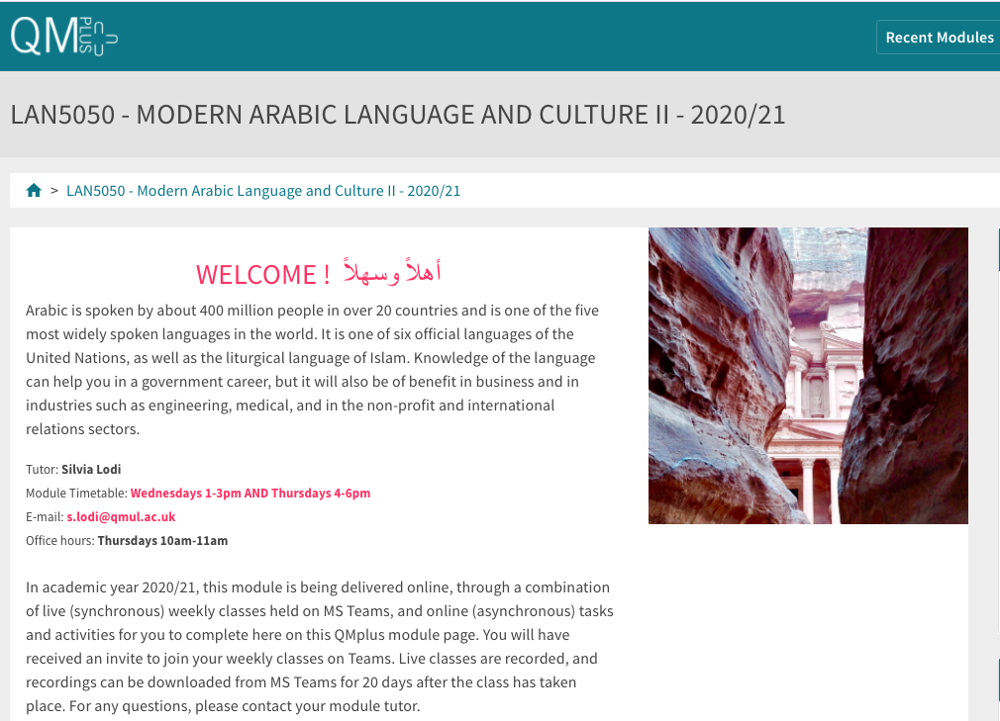 QM PLUS
Recent Modules
LAN5050 - MODERN ARABIC LANGUAGE AND CULTURE II - 2020/21
> LAN5050 - Modern Arabic Language and Culture II - 2020/21
WELCOME ! أهلاً وسهلاً
Arabic is spoken by about 400 million people in over 20 countries and is one of the five
most widely spoken languages in the world. It is one of six official languages of the
United Nations, as well as the liturgical language of Islam. Knowledge of the language
can help you in a government career, but it will also be of benefit in business and in
industries such as engineering, medical, and in the non-profit and international
relations sectors.
Tutor: Silvia Lodi
Module Timetable: Wednesdays 1-3pm AND Thursdays 4-6pm
E-mail: s.lodi@qmul.ac.uk
Office hours: Thursdays 10am-11am
In academic year 2020/21, this module is being delivered online, through a combination
of live (synchronous) weekly classes held on MS Teams, and online (asynchronous) tasks
and activities for you to complete here on this QMplus module page. You will have
received an invite to join your weekly classes on Teams. Live classes are recorded, and
recordings can be downloaded from MS Teams for 20 days after the class has taken
place. For any questions, please contact your module tutor.